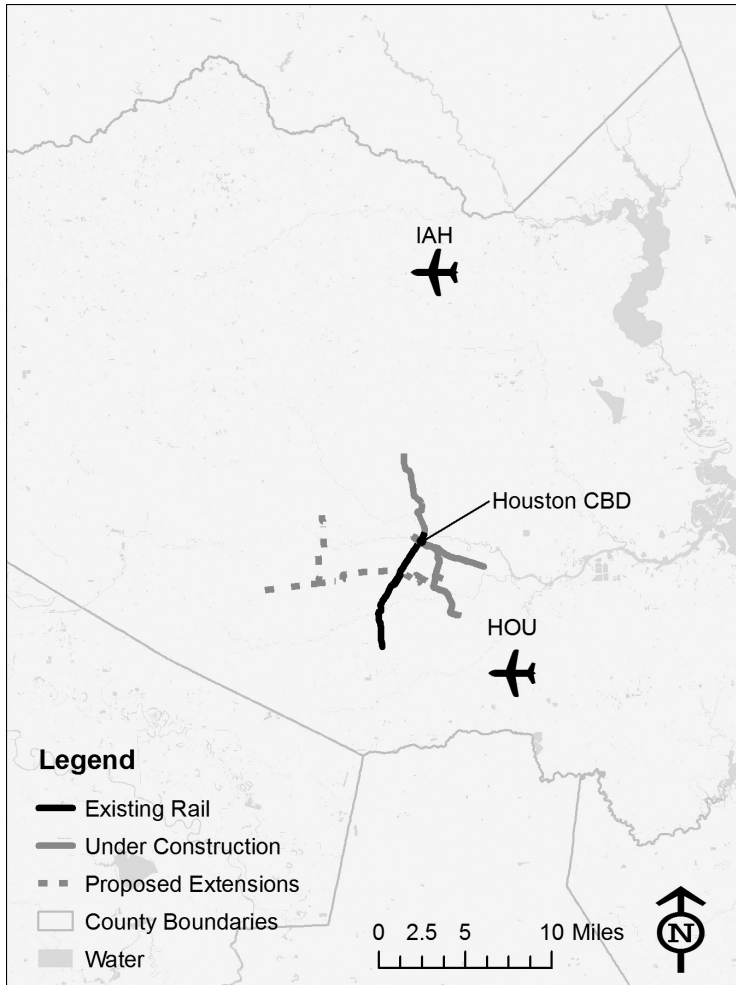 IAH
Houston CBD
HOU
Legend
Existing Rail
Under Construction
Proposed Extensions
County Boundaries
Water
0 2.5 5 10 Miles
N